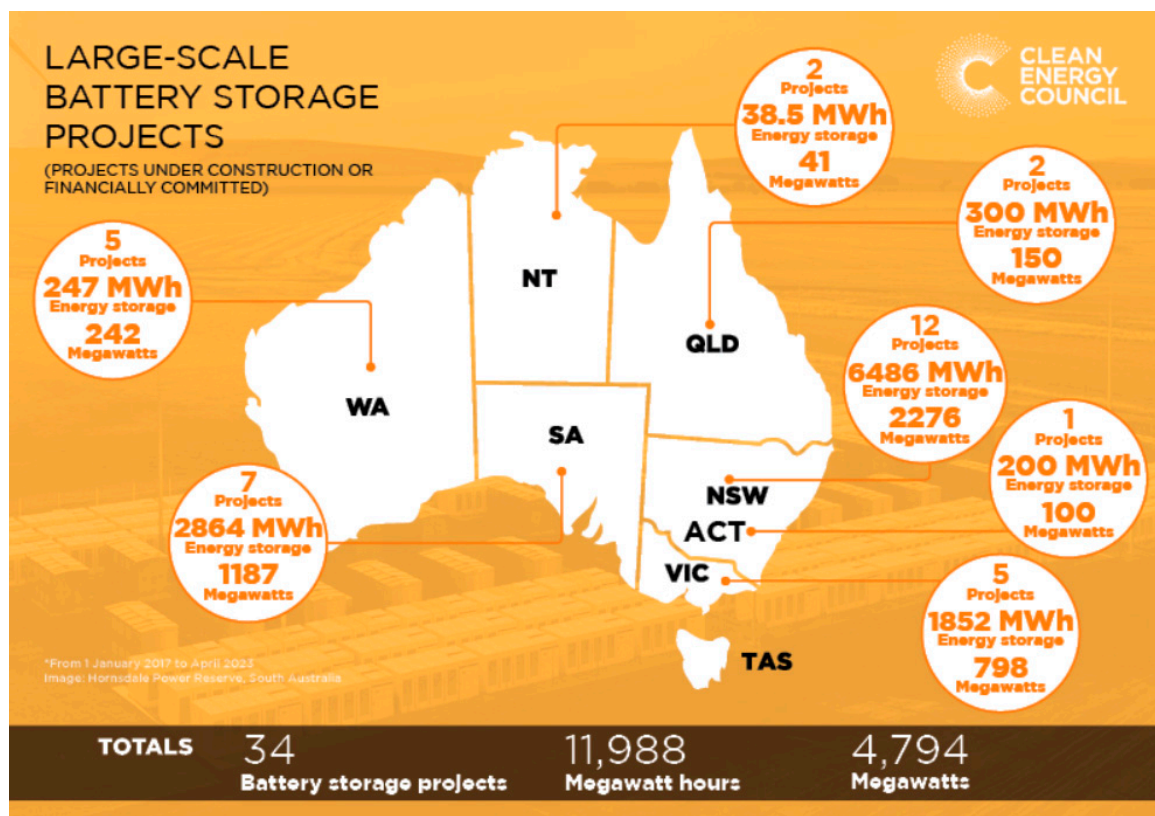 LARGE-SCALE
BATTERY STORAGE
PROJECTS
(PROJECTS UNDER CONSTRUCTION OR
FINANCIALLY COMMITTED)
CLEAN
ENERGY
COUNCIL
2
Projects
38.5 MWh
Energy storage
41
Megawatts
2
Projects
300 MWh
Energy storage
150
Megawatts
5
Projects
247 MWh
Energy storage
242
Megawatts
12
Projects
6486 MWh
Energy storage
2276
Megawatts
1
Projects
200 MWh
Energy storage
100
Megawatts
7
Projects
2864 MWh
Energy storage
1187
Megawatts
5
Projects
1852 MWh
Energy storage
798
Megawatts
NT
QLD
WA
SA
NSW
ACT
VIC
TAS
*From 1 January 2017 to April 2023
Image: Hornsdale Power Reserve, South Australia
TOTALS
34
Battery storage projects
11,988
Megawatt hours
4,794
Megawatts